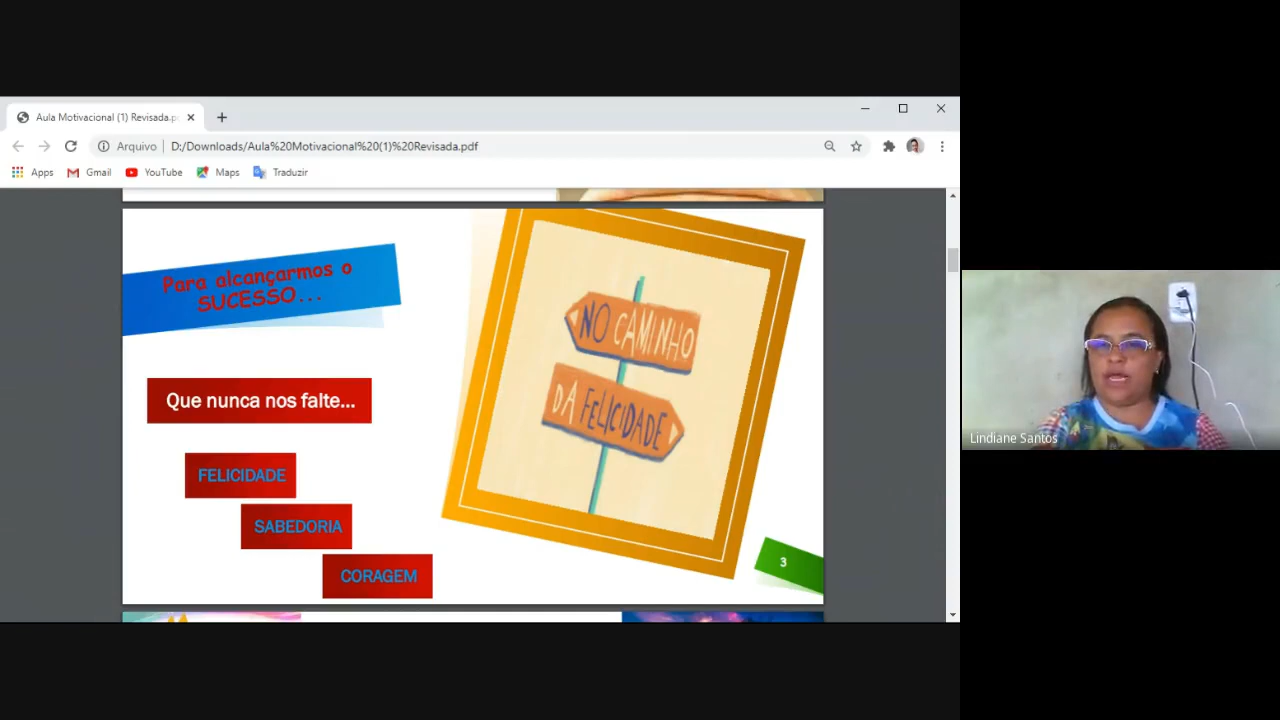 Aula Motivacional (1) Revisada.p
Arquivo
D:/Downloads/Aula%20Motivacional%20(1)%20Revisada.pdf
Apps
Gmail
YouTube
Maps
Traduzir
Para alcançarmos o
SUCESSO...
Que nunca nos falte...
FELICIDADE
SABEDORIA
CORAGEM
NO CAMINHO
DA FELICIDADE
3
Lindiane Santos